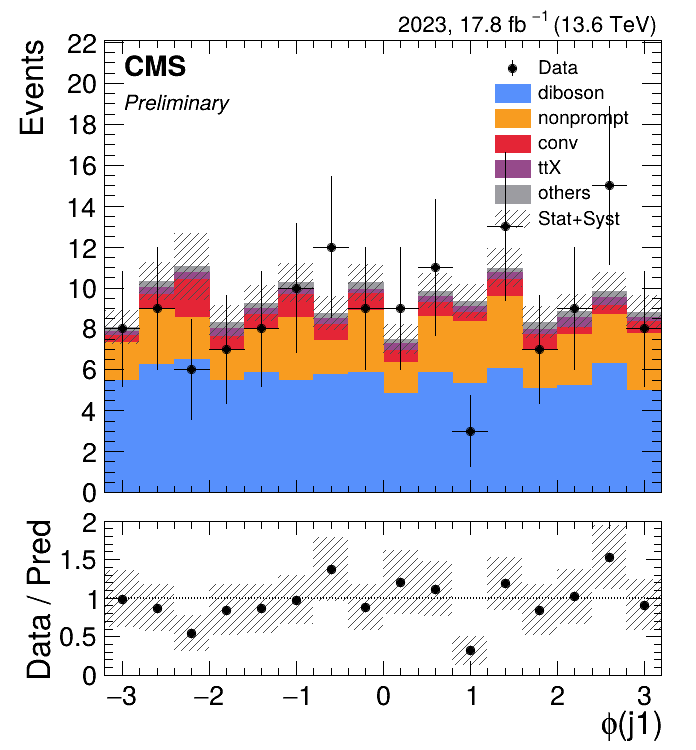 2023, 17.8 fb⁻¹ (13.6 TeV)
CMS
Preliminary
Events
22
20
18
16
14
12
10
8
6
4
2
0
Data
diboson
nonprompt
conv
ttX
others
Stat+Syst
Data / Pred
2
1.5
1
0.5
0
−3 −2 −1 0 1 2 3
ϕ(j1)